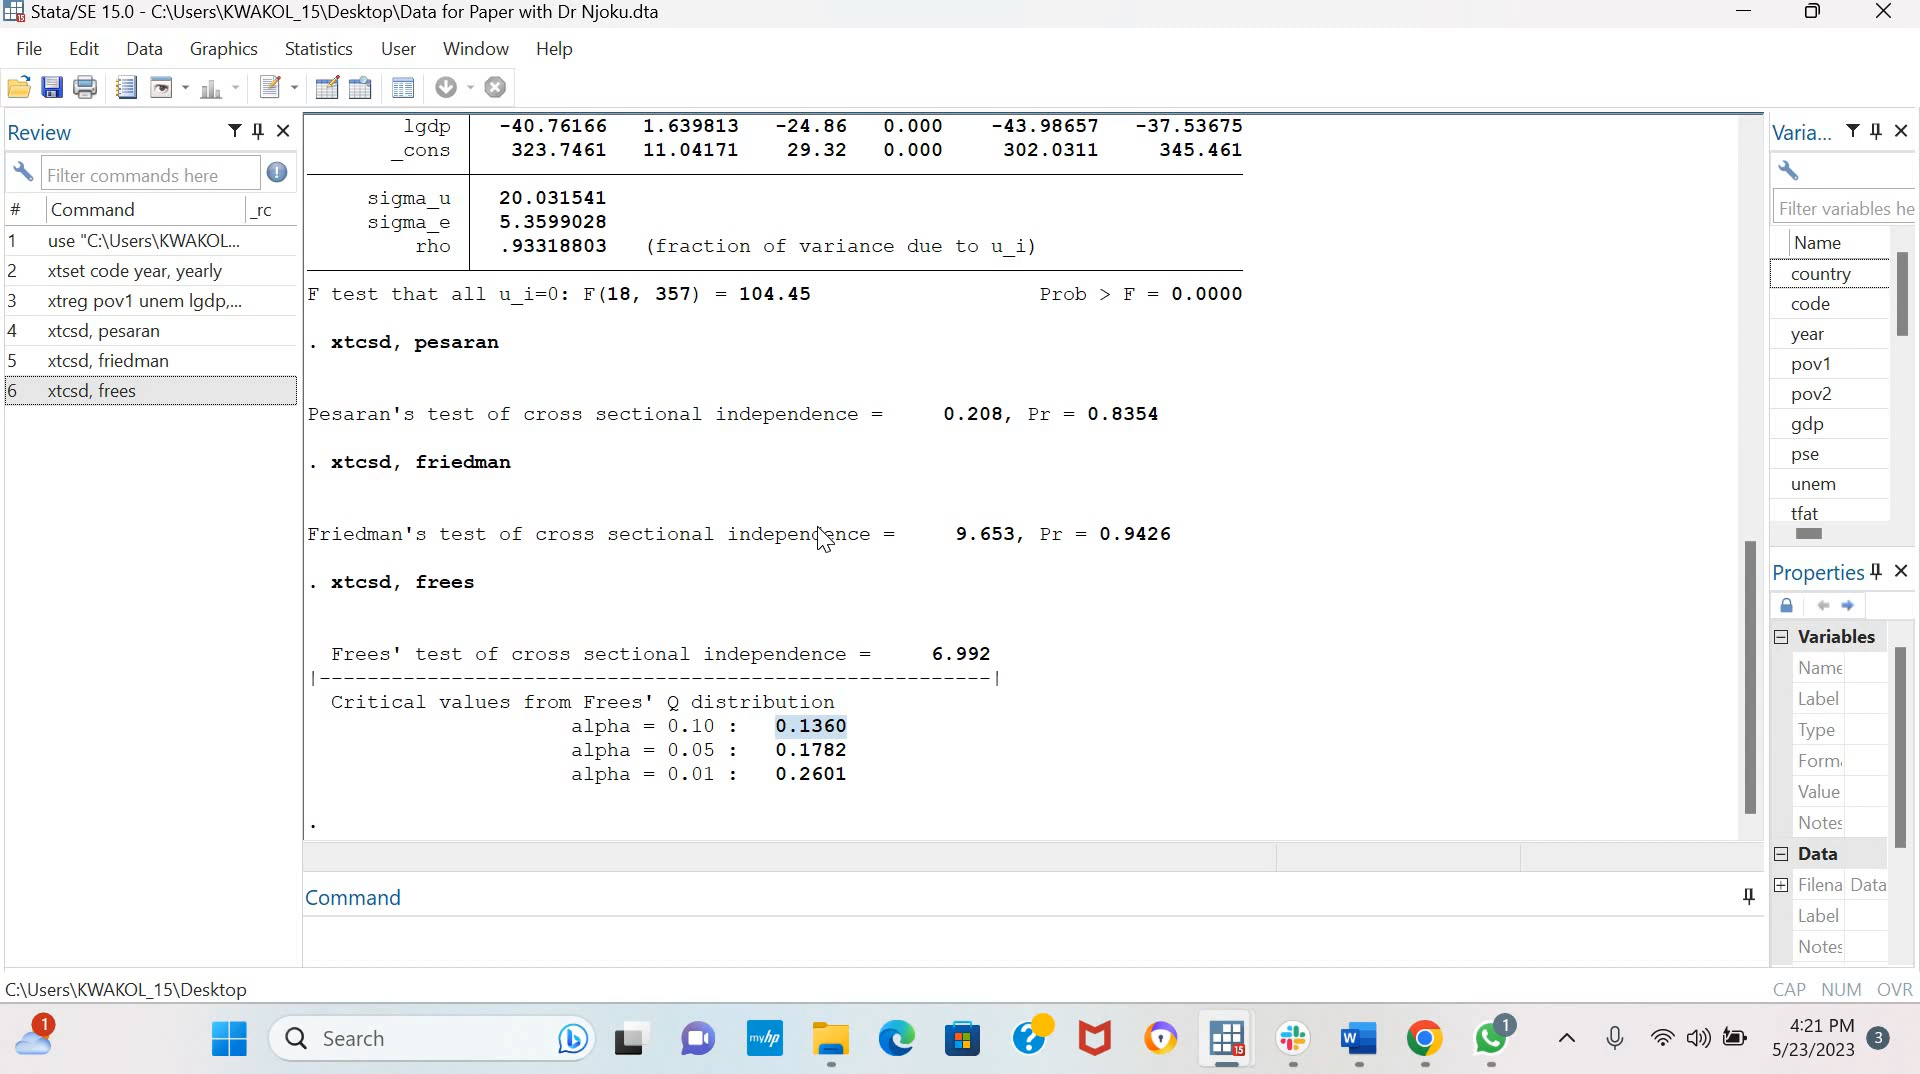 Stata/SE 15.0 - C:\Users\KWAKOL_15\Desktop\Data for Paper with Dr Njoku.dta
File Edit Data Graphics Statistics User Window Help
Review
Filter commands here
# Command _rc
1 use "C:\Users\KWAKOL...
2 xtset code year, yearly
3 xtreg pov1 unem lgdp,...
4 xtcsd, pesaran
5 xtcsd, friedman
6 xtcsd, frees
lgdp -40.76166 1.639813 -24.86 0.000 -43.98657 -37.53675
_cons 323.7461 11.04171 29.32 0.000 302.0311 345.461
sigma_u 20.031541
sigma_e 5.3599028
rho .93318803 (fraction of variance due to u_i)
F test that all u_i=0: F(18, 357) = 104.45 Prob > F = 0.0000
. xtcsd, pesaran
Pesaran's test of cross sectional independence = 0.208, Pr = 0.8354
. xtcsd, friedman
Friedman's test of cross sectional independence = 9.653, Pr = 0.9426
. xtcsd, frees
Frees' test of cross sectional independence = 6.992
|--------------------------------------------------------|
Critical values from Frees' Q distribution
alpha = 0.10 : 0.1360
alpha = 0.05 : 0.1782
alpha = 0.01 : 0.2601
.
Command
Varia...
Filter variables he
Name
country
code
year
pov1
pov2
gdp
pse
unem
tfat
Properties
Variables
Name
Label
Type
Form
Value
Notes
Data
Filena Data
Label
Notes
C:\Users\KWAKOL_15\Desktop
CAP NUM OVR
1
Search
myhp
15
1
4:21 PM
5/23/2023
3